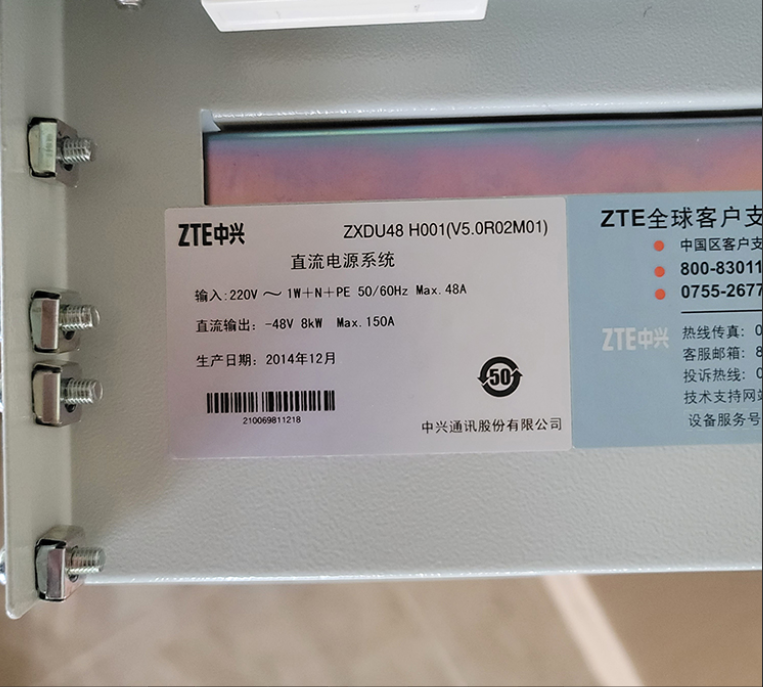 ZTE中兴
ZXDU48 H001(V5.0R02M01)
直流电源系统
输入:220V ～ 1W+N+PE 50/60Hz Max.48A
直流输出: -48V 8kW Max.150A
生产日期: 2014年12月
50
210069811218
中兴通讯股份有限公司
ZTE全球客户支
中国区客户支
800-83011
0755-2677
ZTE中兴
热线传真: 0
客服邮箱: 8
投诉热线: 0
技术支持网站
设备服务号